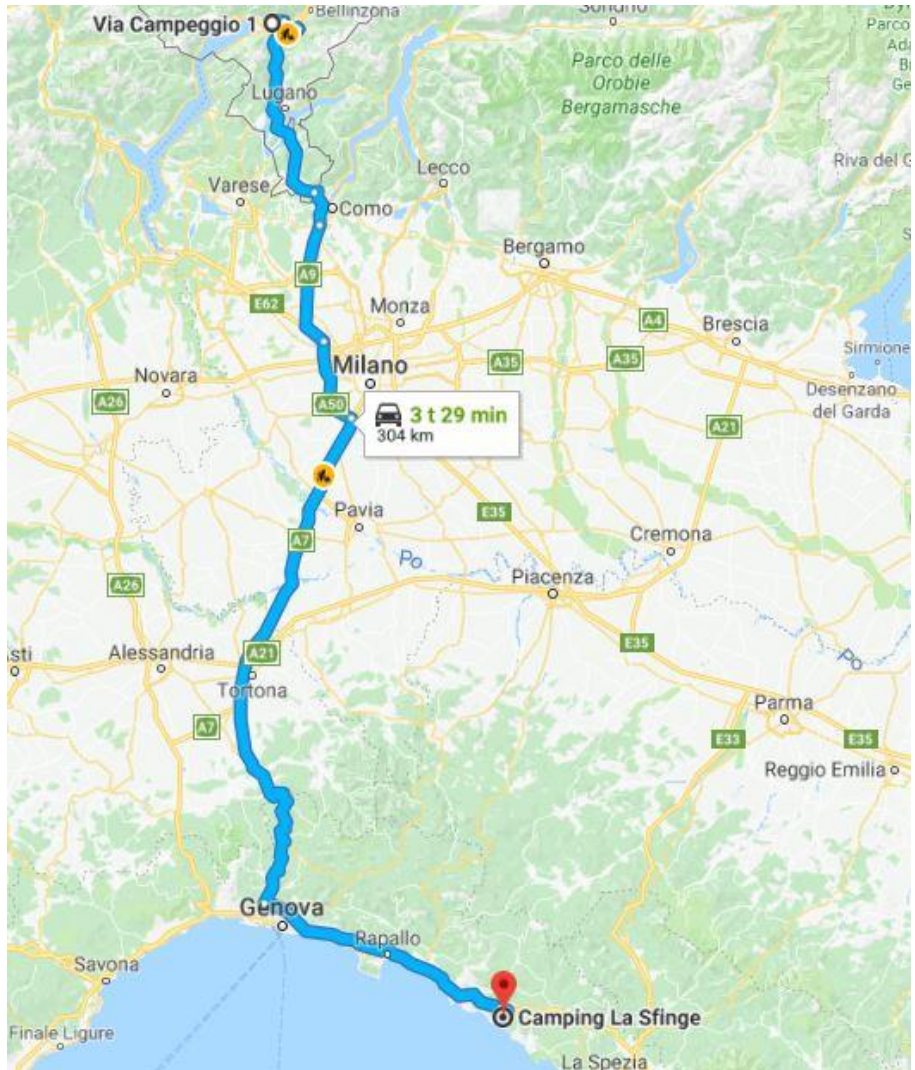 Via Campeggio 1
Bellinzona
Sondrio
Parco delle
Orobie
Bergamasche
Parco
Lugano
Lecco
Riva del G
Varese
Como
Bergamo
A9
E62
Monza
A4
Brescia
Milano
A35
A35
Sirmione
Novara
A26
A50
Desenzano
del Garda
3 t 29 min
304 km
A21
Pavia
E35
Cremona
A7
Po
Piacenza
A26
E35
sti
Alessandria
A21
Po
Tortona
A7
Parma
E33
E35
Reggio Emilia
Genova
Rapallo
Savona
Camping La Sfinge
Finale Ligure
La Spezia